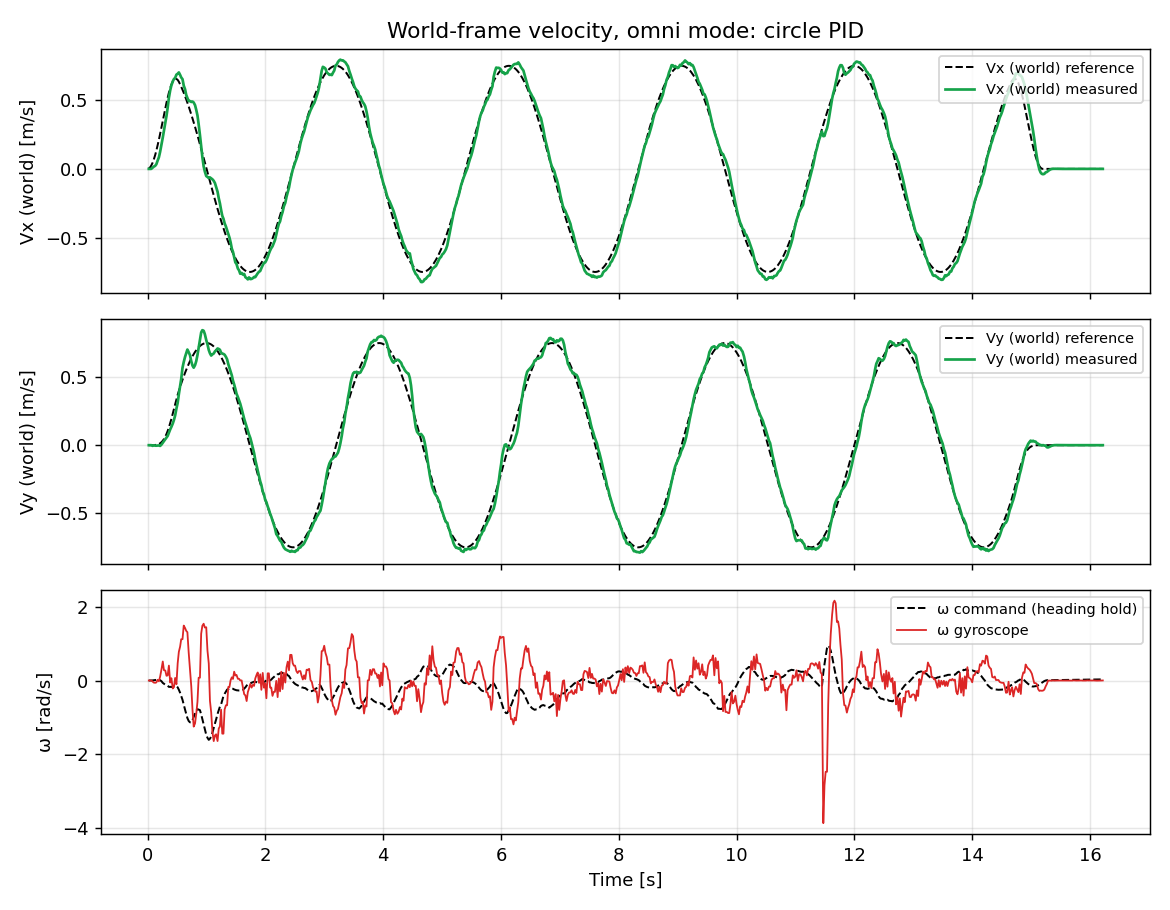 World-frame velocity, omni mode: circle PID
Vx (world) [m/s]
0.5
0.0
−0.5
Vx (world) reference
Vx (world) measured
Vy (world) [m/s]
0.5
0.0
−0.5
Vy (world) reference
Vy (world) measured
ω [rad/s]
2
0
−2
−4
ω command (heading hold)
ω gyroscope
0 2 4 6 8 10 12 14 16
Time [s]